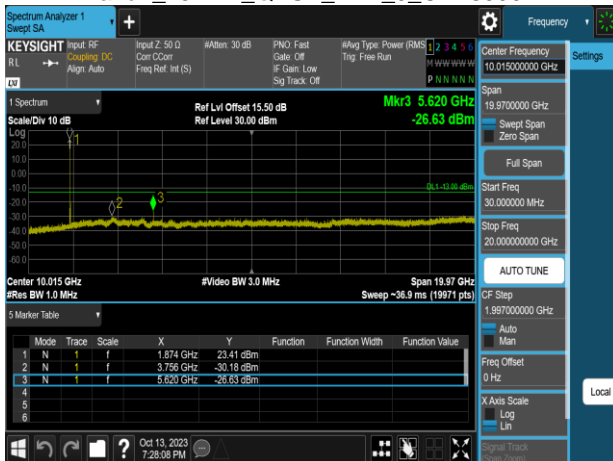 Spectrum Analyzer 1
Swept SA
Frequency
KEYSIGHT
RL
LXI
Input: RF
Coupling: DC
Align: Auto
Input Z: 50 Ω
Corr CCorr
Freq Ref: Int (S)
#Atten: 30 dB
PNO: Fast
Gate: Off
IF Gain: Low
Sig Track: Off
#Avg Type: Power (RMS
Trig: Free Run
1 2 3 4 5 6
M W W W W W
P N N N N N
Center Frequency
10.015000000 GHz
Settings
Span
19.9700000 GHz
Swept Span
Zero Span
Full Span
Start Freq
30.000000 MHz
Stop Freq
20.000000000 GHz
AUTO TUNE
CF Step
1.997000000 GHz
Auto
Man
Freq Offset
0 Hz
X Axis Scale
Log
Lin
Signal Track
(Span Zoom)
Local
1 Spectrum
Scale/Div 10 dB
Ref Lvl Offset 15.50 dB
Ref Level 30.00 dBm
Mkr3 5.620 GHz
-26.63 dBm
Log
20.0
10.0
0.00
-10.0
-20.0
-30.0
-40.0
-50.0
-60.0
1
2
3
DL1 -13.00 dBm
Center 10.015 GHz
#Video BW 3.0 MHz
Span 19.97 GHz
#Res BW 1.0 MHz
Sweep ~36.9 ms (19971 pts)
5 Marker Table
Mode Trace Scale X Y Function Function Width Function Value
1 N 1 f 1.874 GHz 23.41 dBm
2 N 1 f 3.756 GHz -30.18 dBm
3 N 1 f 5.620 GHz -26.63 dBm
4
5
6
?
Oct 13, 2023
7:28:08 PM